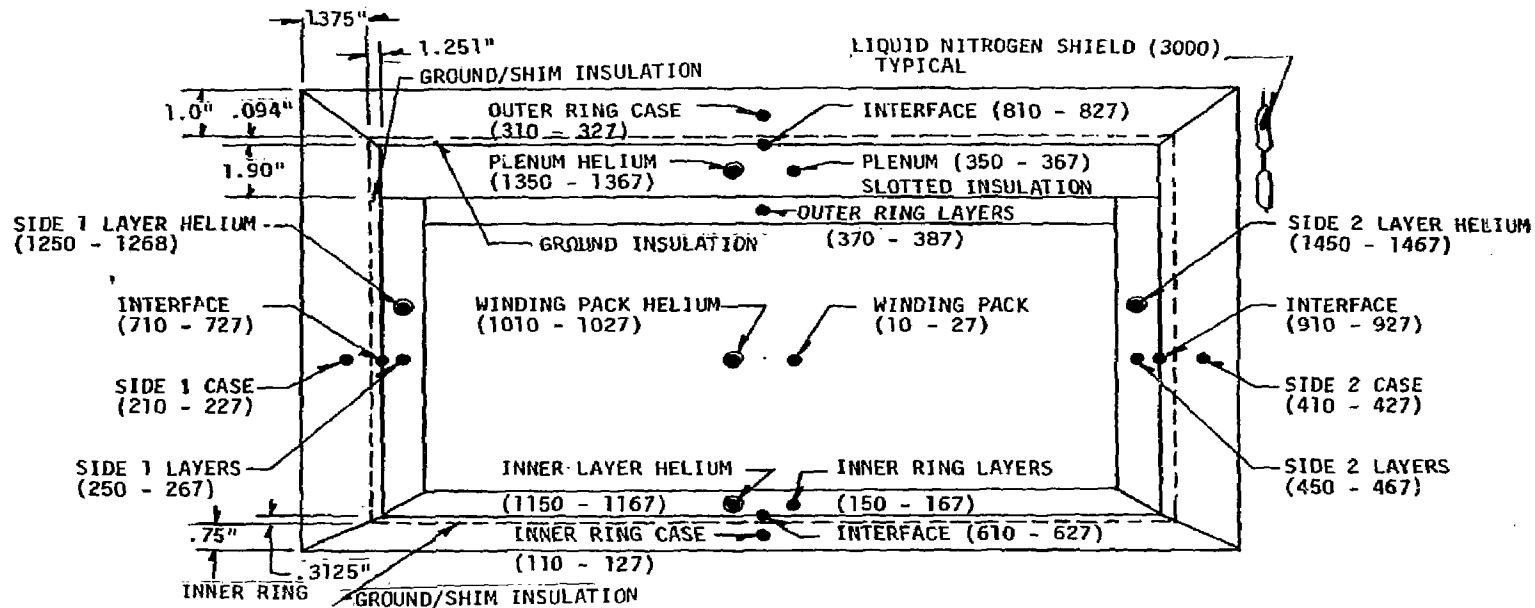 1.375"
1.251"
GROUND/SHIM INSULATION
LIQUID NITROGEN SHIELD (3000)
TYPICAL
1.0" .094"
OUTER RING CASE
(310 - 327)
INTERFACE (810 - 827)
1.90"
PLENUM HELIUM
(1350 - 1367)
PLENUM (350 - 367)
SLOTTED INSULATION
OUTER RING LAYERS
(370 - 387)
GROUND INSULATION
SIDE 1 LAYER HELIUM
(1250 - 1268)
SIDE 2 LAYER HELIUM
(1450 - 1467)
INTERFACE
(710 - 727)
WINDING PACK HELIUM
(1010 - 1027)
WINDING PACK
(10 - 27)
INTERFACE
(910 - 927)
SIDE 1 CASE
(210 - 227)
SIDE 2 CASE
(410 - 427)
SIDE 1 LAYERS
(250 - 267)
INNER LAYER HELIUM
(1150 - 1167)
INNER RING LAYERS
(150 - 167)
SIDE 2 LAYERS
(450 - 467)
.75"
.3125"
INNER RING CASE
(110 - 127)
INTERFACE (610 - 627)
INNER RING
GROUND/SHIM INSULATION